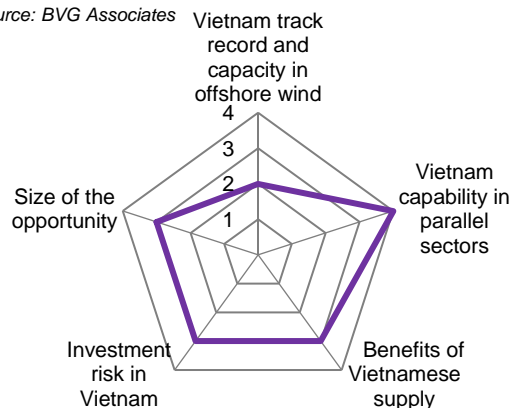 urce: BVG Associates
Vietnam track
record and
capacity in
offshore wind
4
3
2
1
Vietnam
capability in
parallel
sectors
Size of the
opportunity
Investment
risk in
Vietnam
Benefits of
Vietnamese
supply